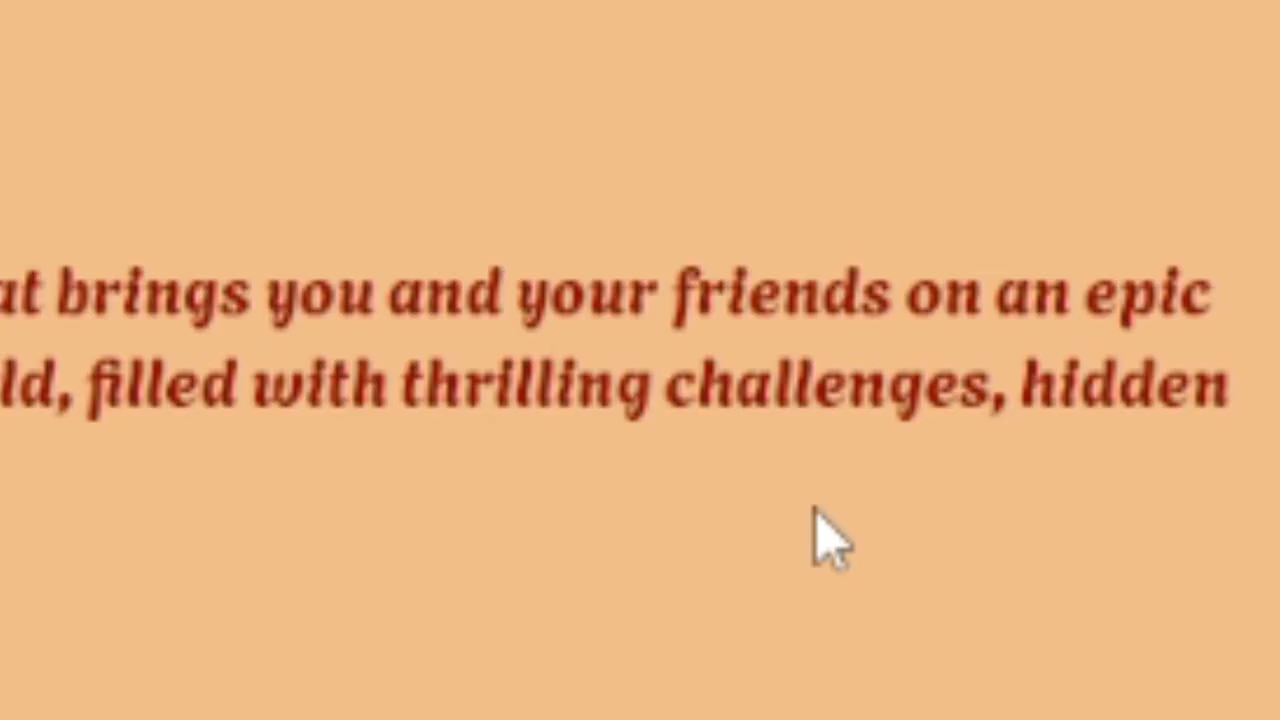 at brings you and your friends on an epic
ld, filled with thrilling challenges, hidden